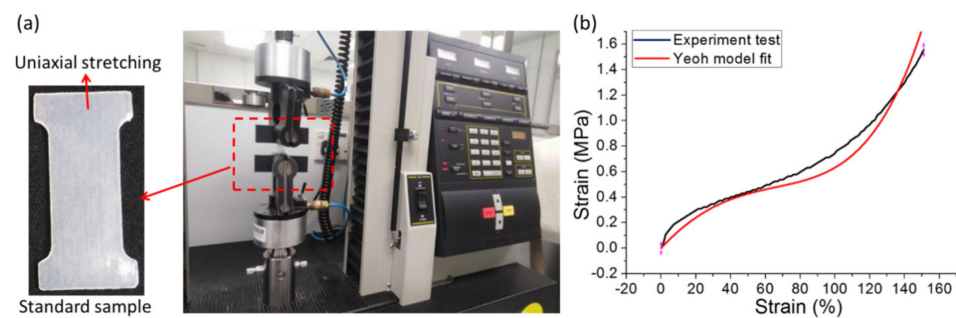 (a)
Uniaxial stretching
Standard sample
(b)
Experiment test
Yeoh model fit
Strain (MPa)
1.6
1.4
1.2
1.0
0.8
0.6
0.4
0.2
0.0
-0.2
-20 0 20 40 60 80 100 120 140 160
Strain (%)